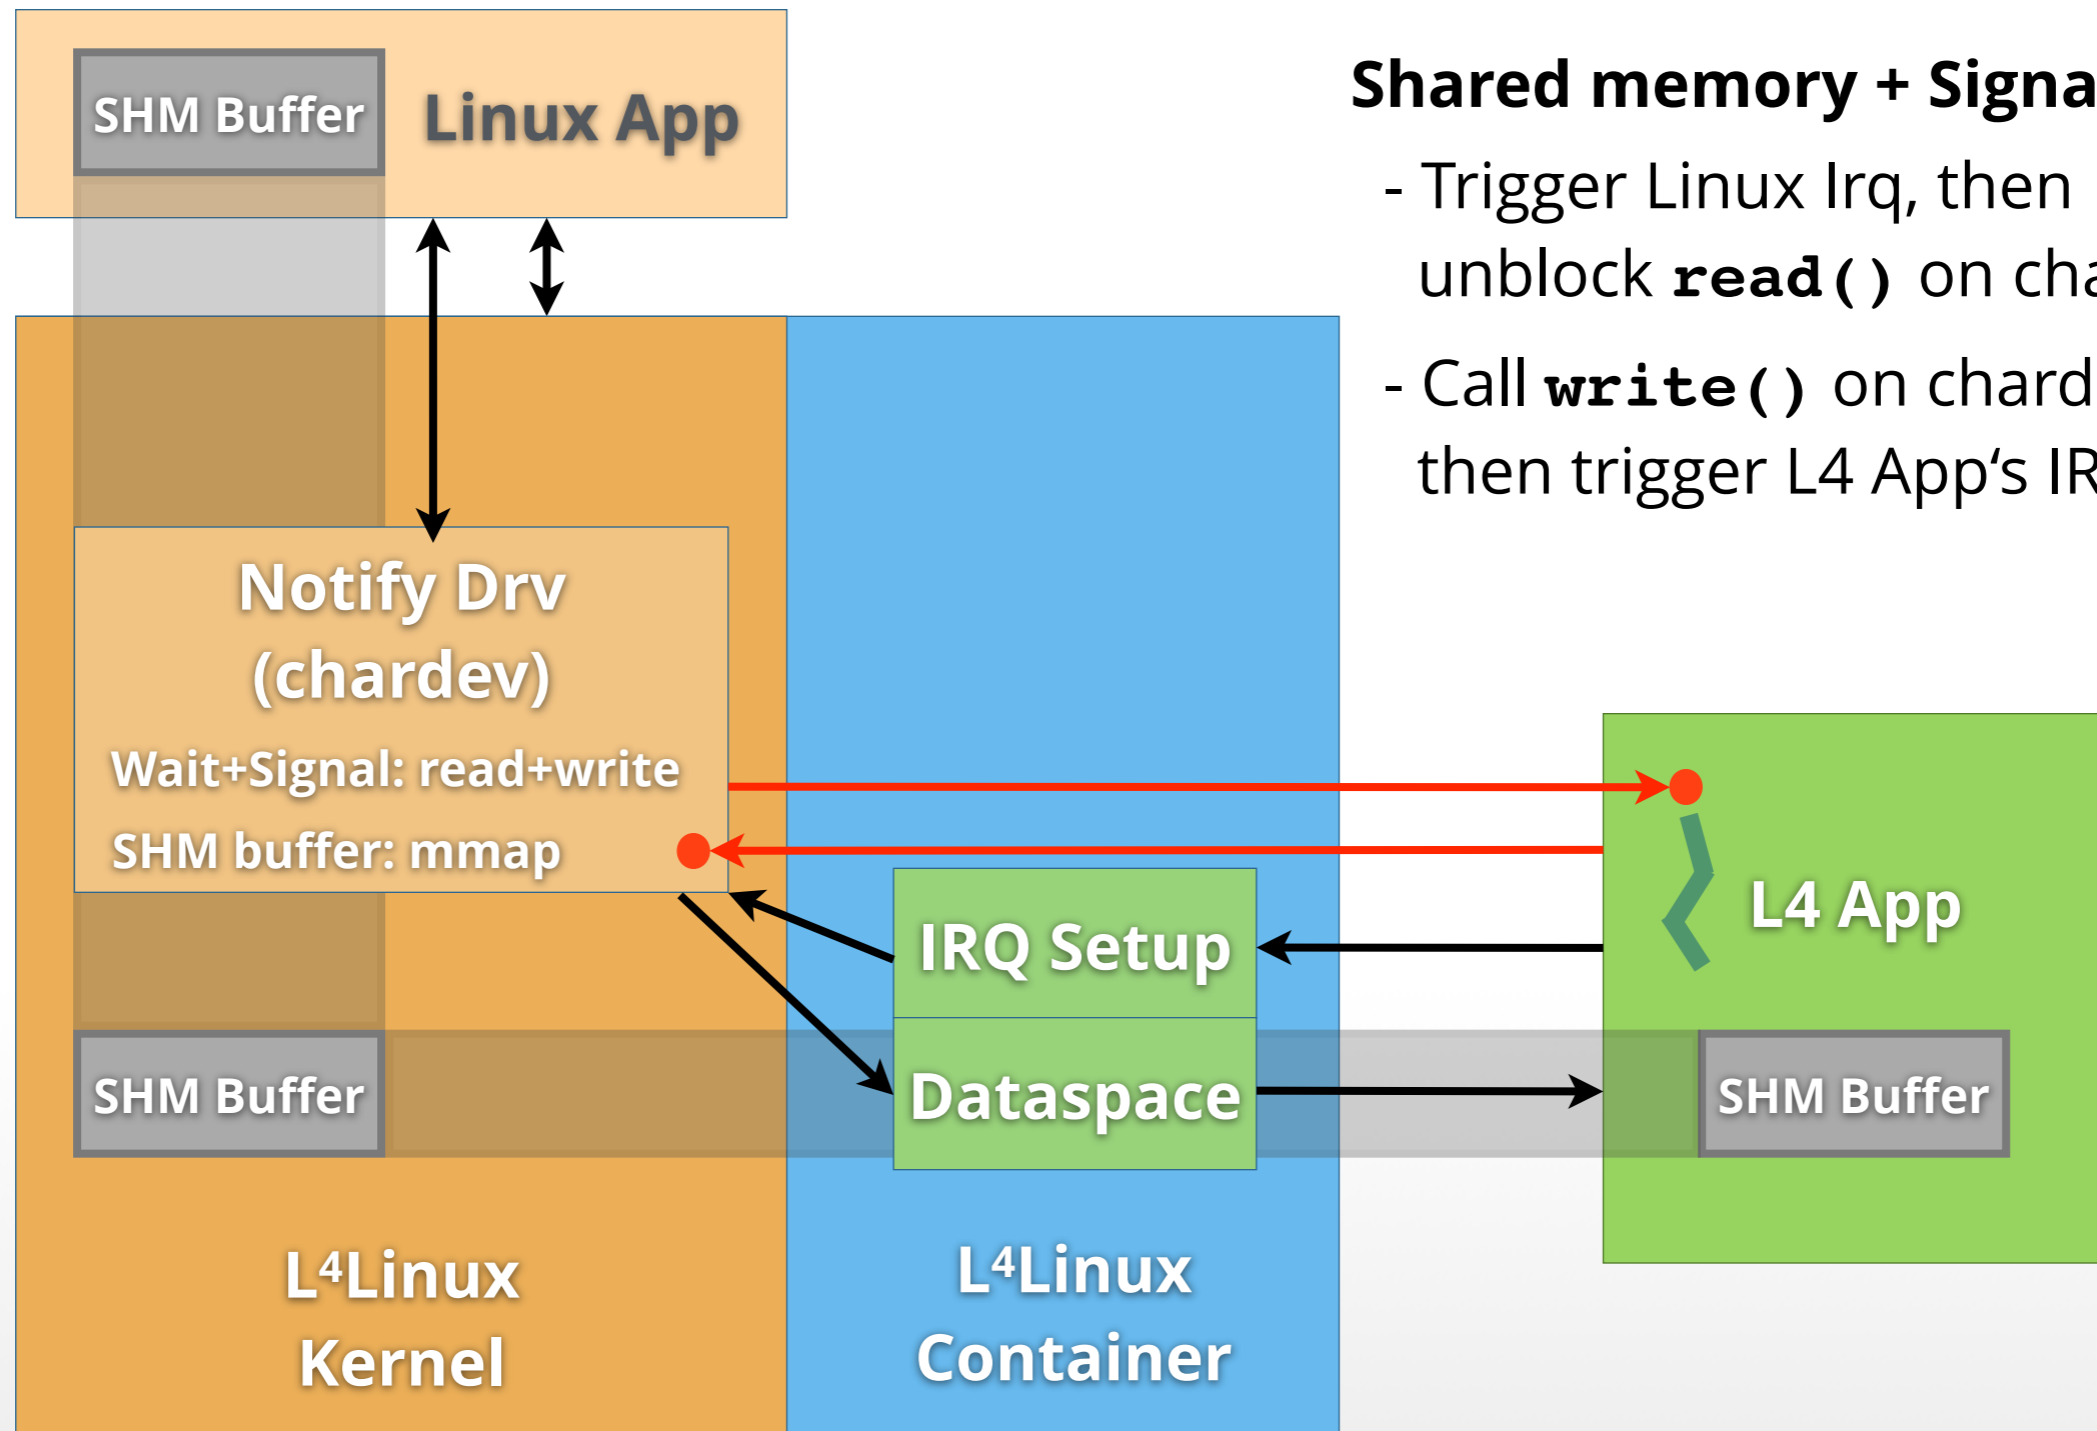 SHM Buffer
Linux App
Shared memory + Signa
- Trigger Linux Irq, then
unblock read() on cha
- Call write() on chard
then trigger L4 App‘s IR
Notify Drv
(chardev)
Wait+Signal: read+write
SHM buffer: mmap
IRQ Setup
L4 App
SHM Buffer
Dataspace
SHM Buffer
L⁴Linux
Kernel
L⁴Linux
Container